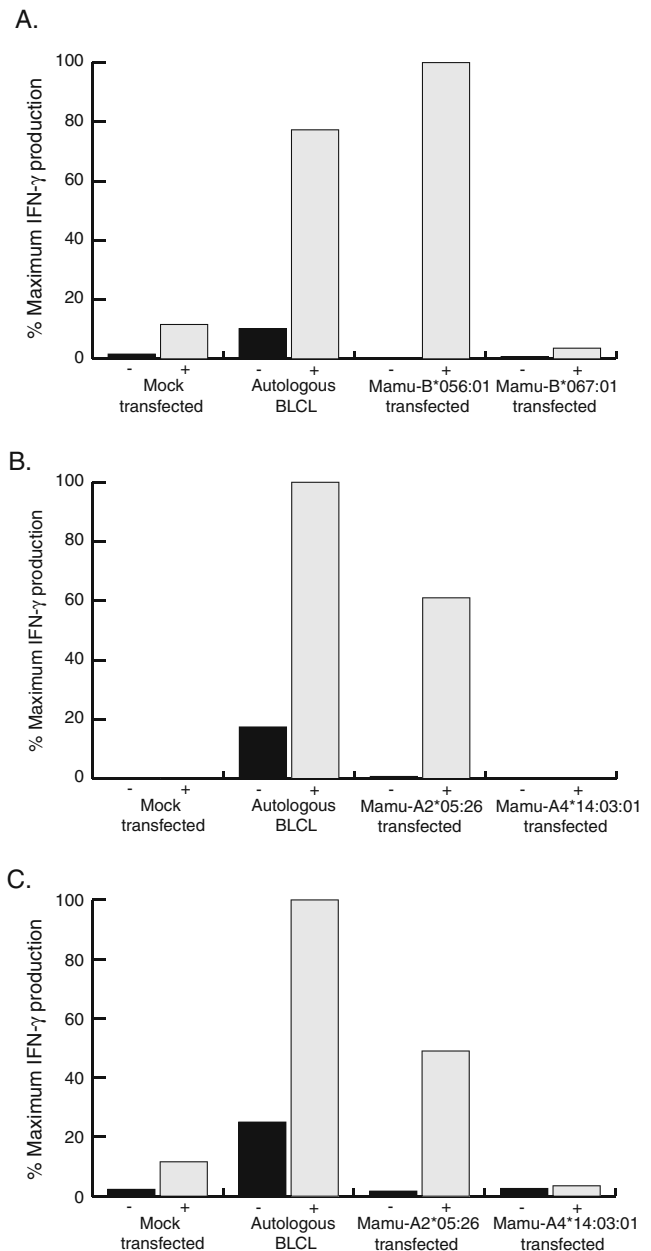 A.
% Maximum IFN-γ production
100
80
60
40
20
0
- + - + - + - +
Mock Autologous Mamu-B*056:01 Mamu-B*067:01
transfected BLCL transfected transfected
B.
% Maximum IFN-γ production
100
80
60
40
20
0
- + - + - + - +
Mock Autologous Mamu-A2*05:26 Mamu-A4*14:03:01
transfected BLCL transfected transfected
C.
% Maximum IFN-γ production
100
80
60
40
20
0
- + - + - + - +
Mock Autologous Mamu-A2*05:26 Mamu-A4*14:03:01
transfected BLCL transfected transfected